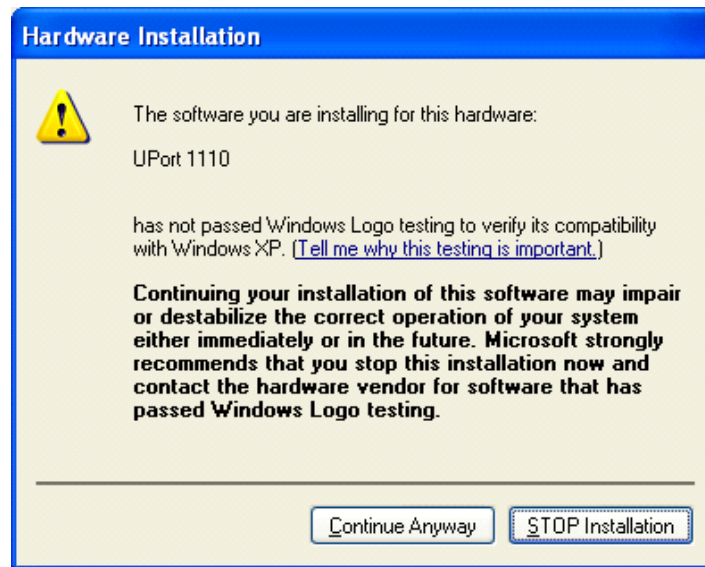 Hardware Installation
The software you are installing for this hardware:
UPort 1110
has not passed Windows Logo testing to verify its compatibility
with Windows XP. (Tell me why this testing is important.)
Continuing your installation of this software may impair
or destabilize the correct operation of your system
either immediately or in the future. Microsoft strongly
recommends that you stop this installation now and
contact the hardware vendor for software that has
passed Windows Logo testing.
Continue Anyway
STOP Installation